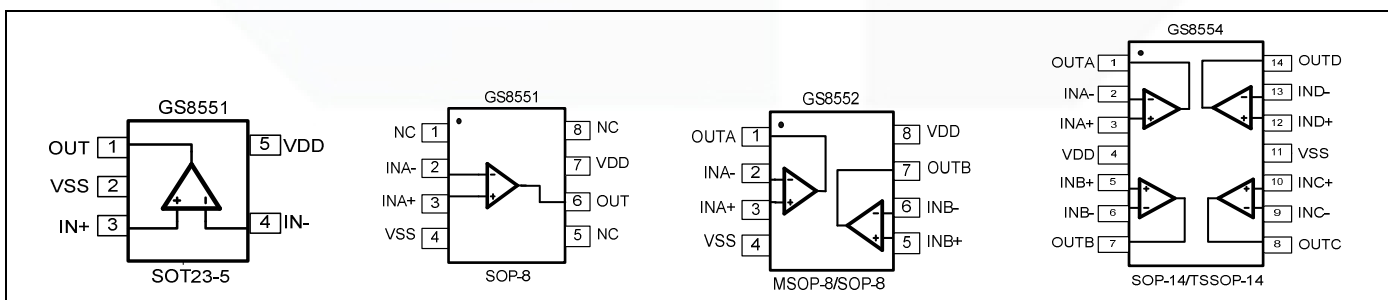 GS8551
OUT 1 5 VDD
VSS 2
IN+ 3 4 IN-
+ -
SOT23-5
GS8551
NC 1 8 NC
INA- 2 7 VDD
INA+ 3 6 OUT
VSS 4 5 NC
- +
SOP-8
GS8552
OUTA 1 8 VDD
INA- 2 7 OUTB
INA+ 3 6 INB-
VSS 4 5 INB+
- +
- +
MSOP-8/SOP-8
GS8554
OUTA 1 14 OUTD
INA- 2 13 IND-
INA+ 3 12 IND+
VDD 4 11 VSS
INB+ 5 10 INC+
INB- 6 9 INC-
OUTB 7 8 OUTC
- +
- +
+ -
+ -
SOP-14/TSSOP-14